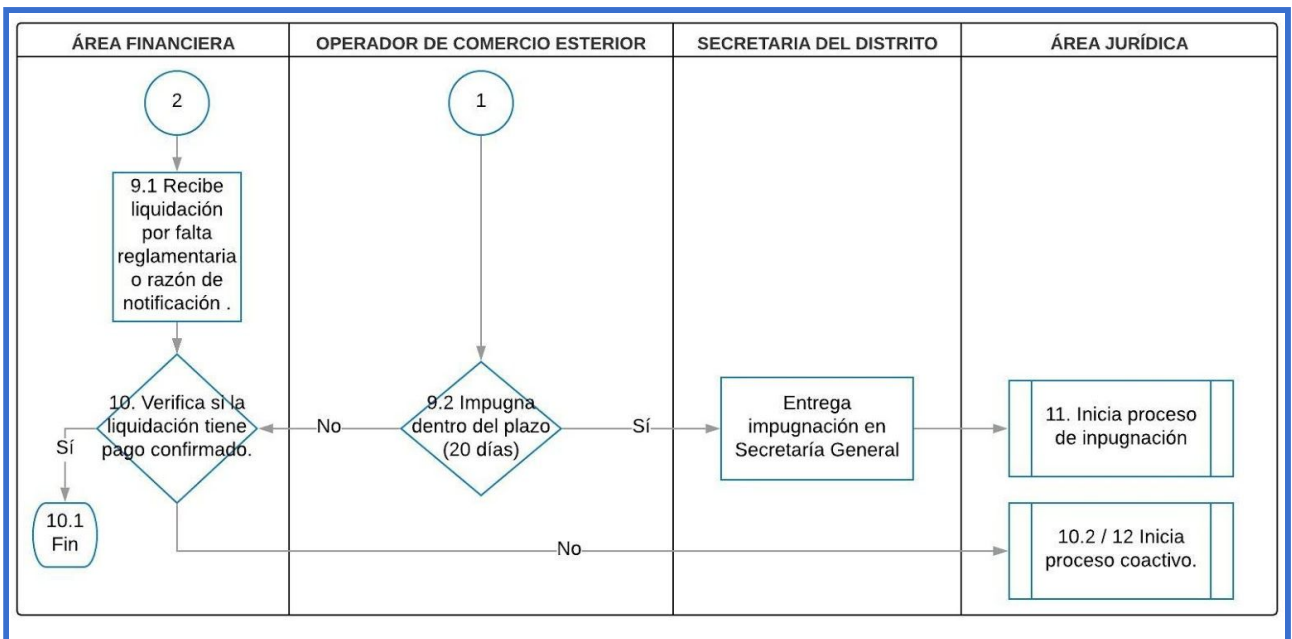 ÁREA FINANCIERA
OPERADOR DE COMERCIO ESTERIOR
SECRETARIA DEL DISTRITO
ÁREA JURÍDICA
2
1
9.1 Recibe
liquidación
por falta
reglamentaria
o razón de
notificación .
10. Verifica si la
liquidación tiene
pago confirmado.
No
9.2 Impugna
dentro del plazo
(20 días)
Sí
Entrega
impugnación en
Secretaría General
11. Inicia proceso
de inpugnación
Sí
10.1
Fin
No
10.2 / 12 Inicia
proceso coactivo.